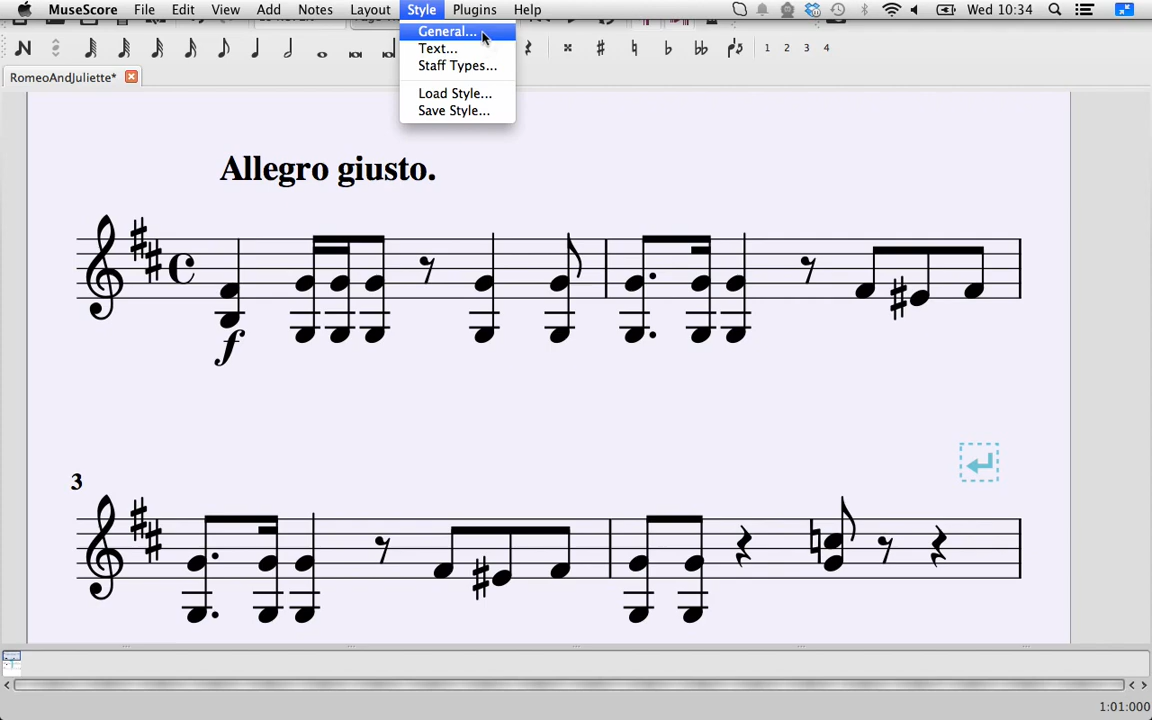 MuseScore File Edit View Add Notes Layout Style Plugins Help Wed 10:34
General...
1 2 3 4
Text...
Staff Types...
RomeoAndJuliette*
Load Style...
Save Style...
Allegro giusto.
f
3
1:01:000